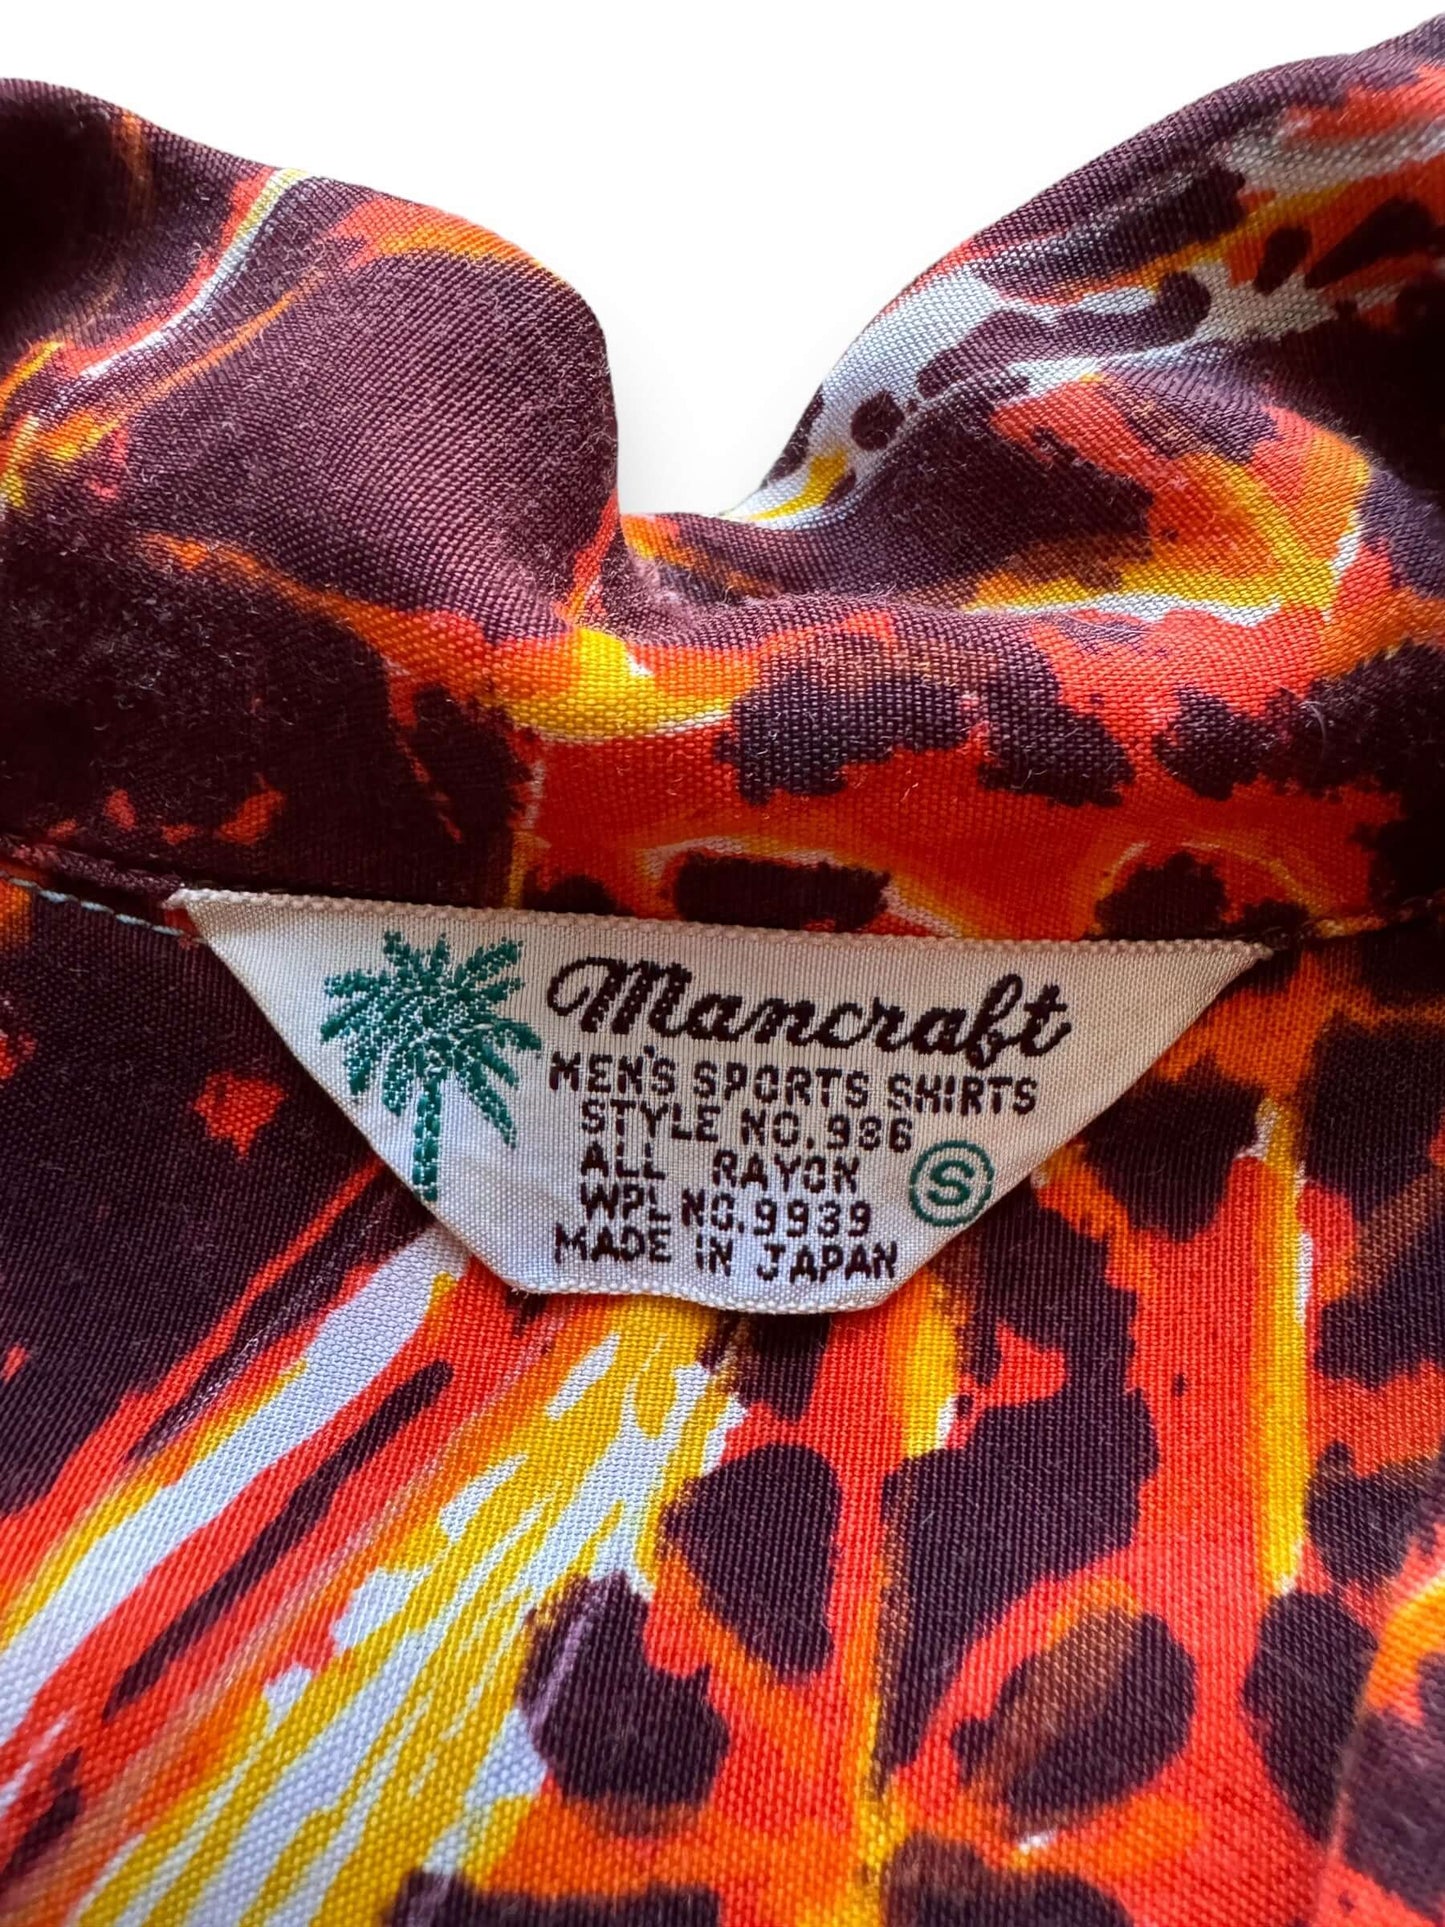 Mancraft
MEN'S SPORTS SHIRTS
STYLE NO. 986
ALL RAYON
S
WPL NO. 9939
MADE IN JAPAN